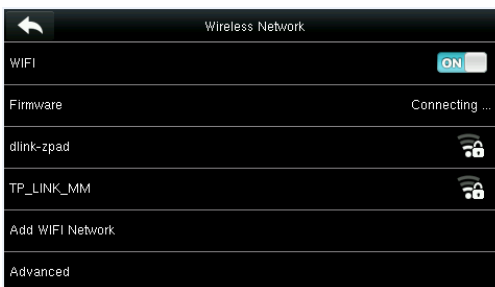 Wireless Network
WIFI ON
Firmware Connecting ...
dlink-zpad
TP_LINK_MM
Add WIFI Network
Advanced